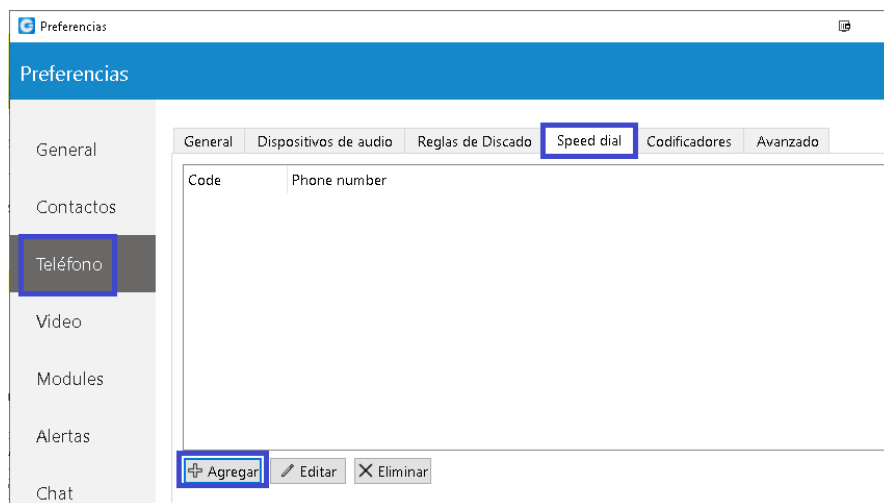 Preferencias
Preferencias
General
Contactos
Teléfono
Video
Modules
Alertas
Chat
General Dispositivos de audio Reglas de Discado Speed dial Codificadores Avanzado
Code Phone number
Agregar Editar Eliminar